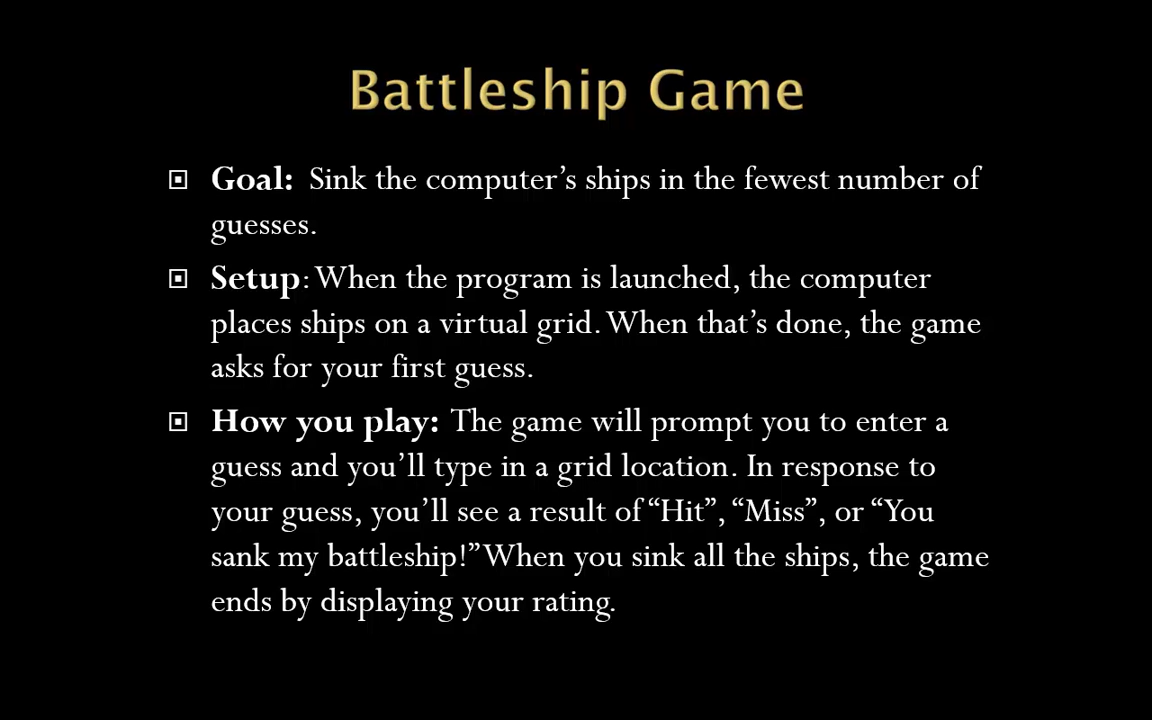 Battleship Game
Goal: Sink the computer’s ships in the fewest number of
guesses.
Setup: When the program is launched, the computer
places ships on a virtual grid. When that’s done, the game
asks for your first guess.
How you play: The game will prompt you to enter a
guess and you’ll type in a grid location. In response to
your guess, you’ll see a result of “Hit”, “Miss”, or “You
sank my battleship!” When you sink all the ships, the game
ends by displaying your rating.